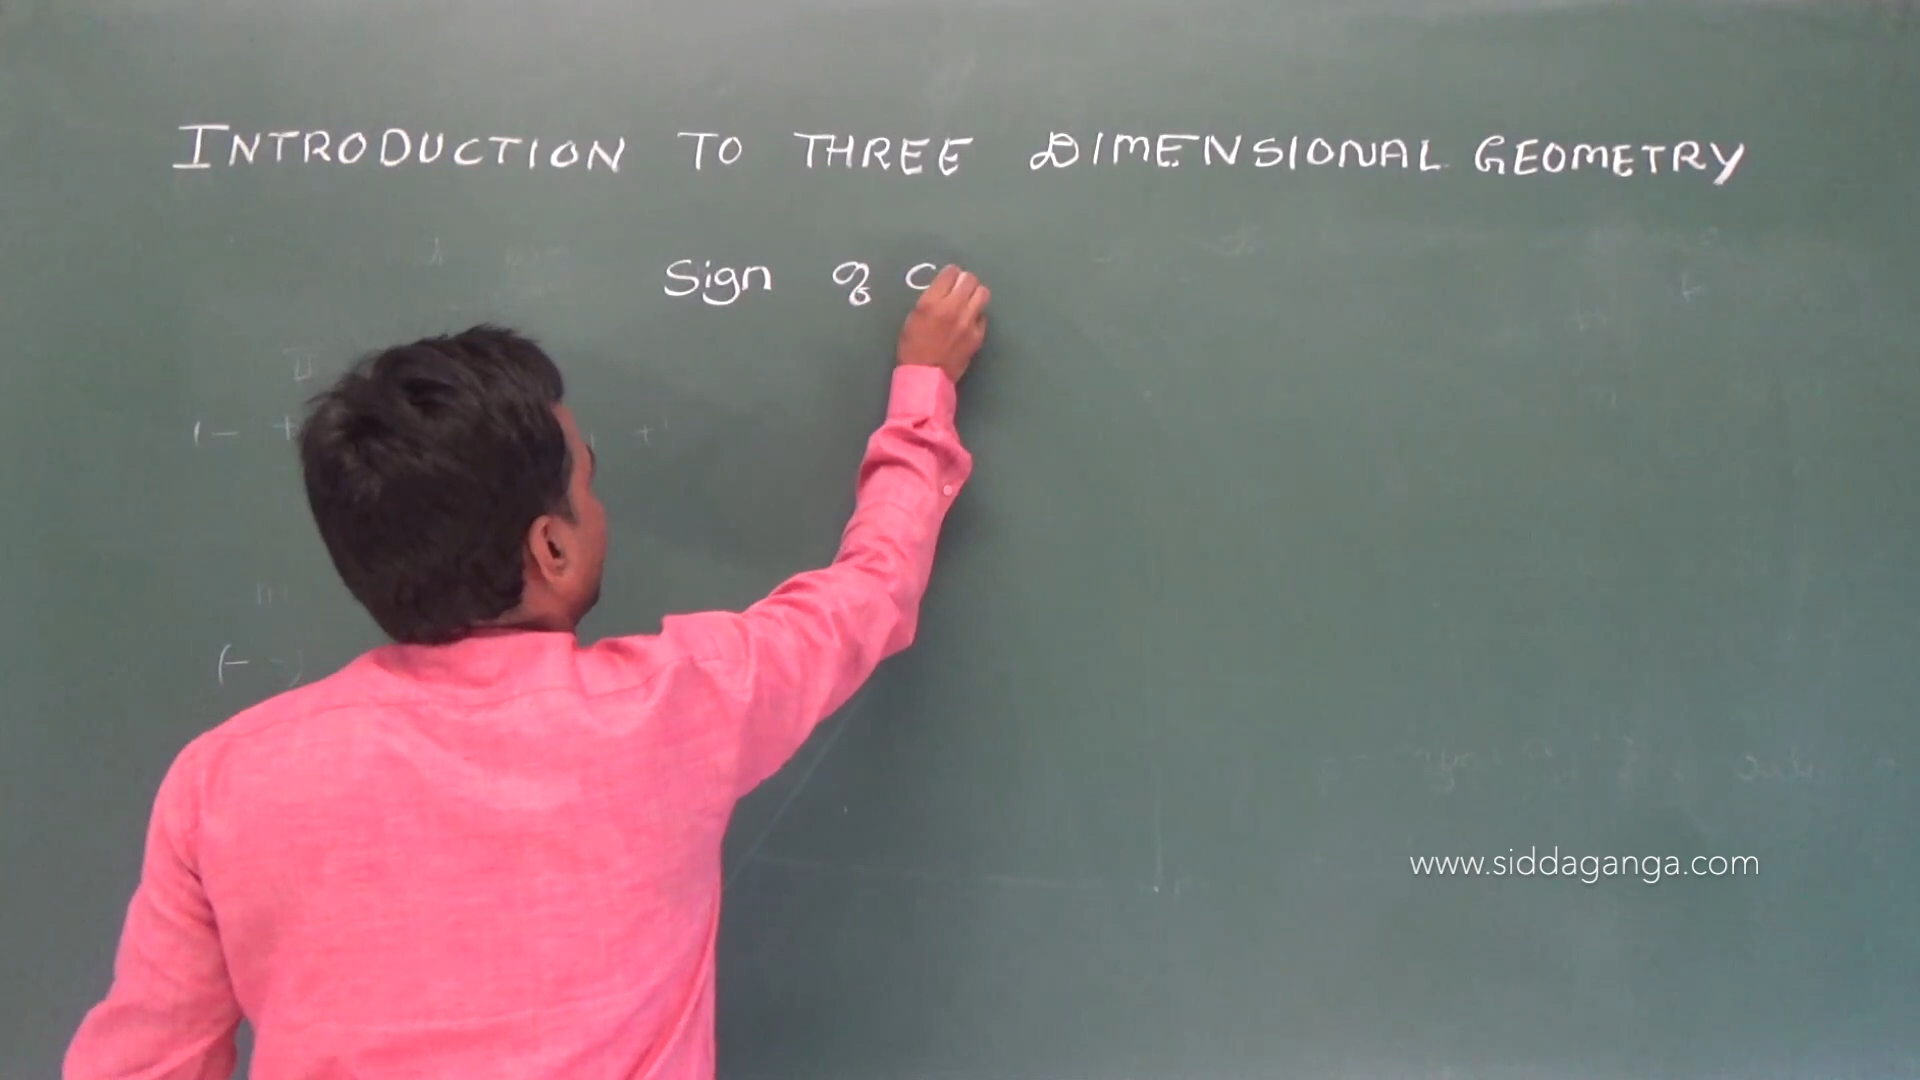 INTRODUCTION TO THREE DIMENSIONAL GEOMETRY
Sign of C
www.siddaganga.com